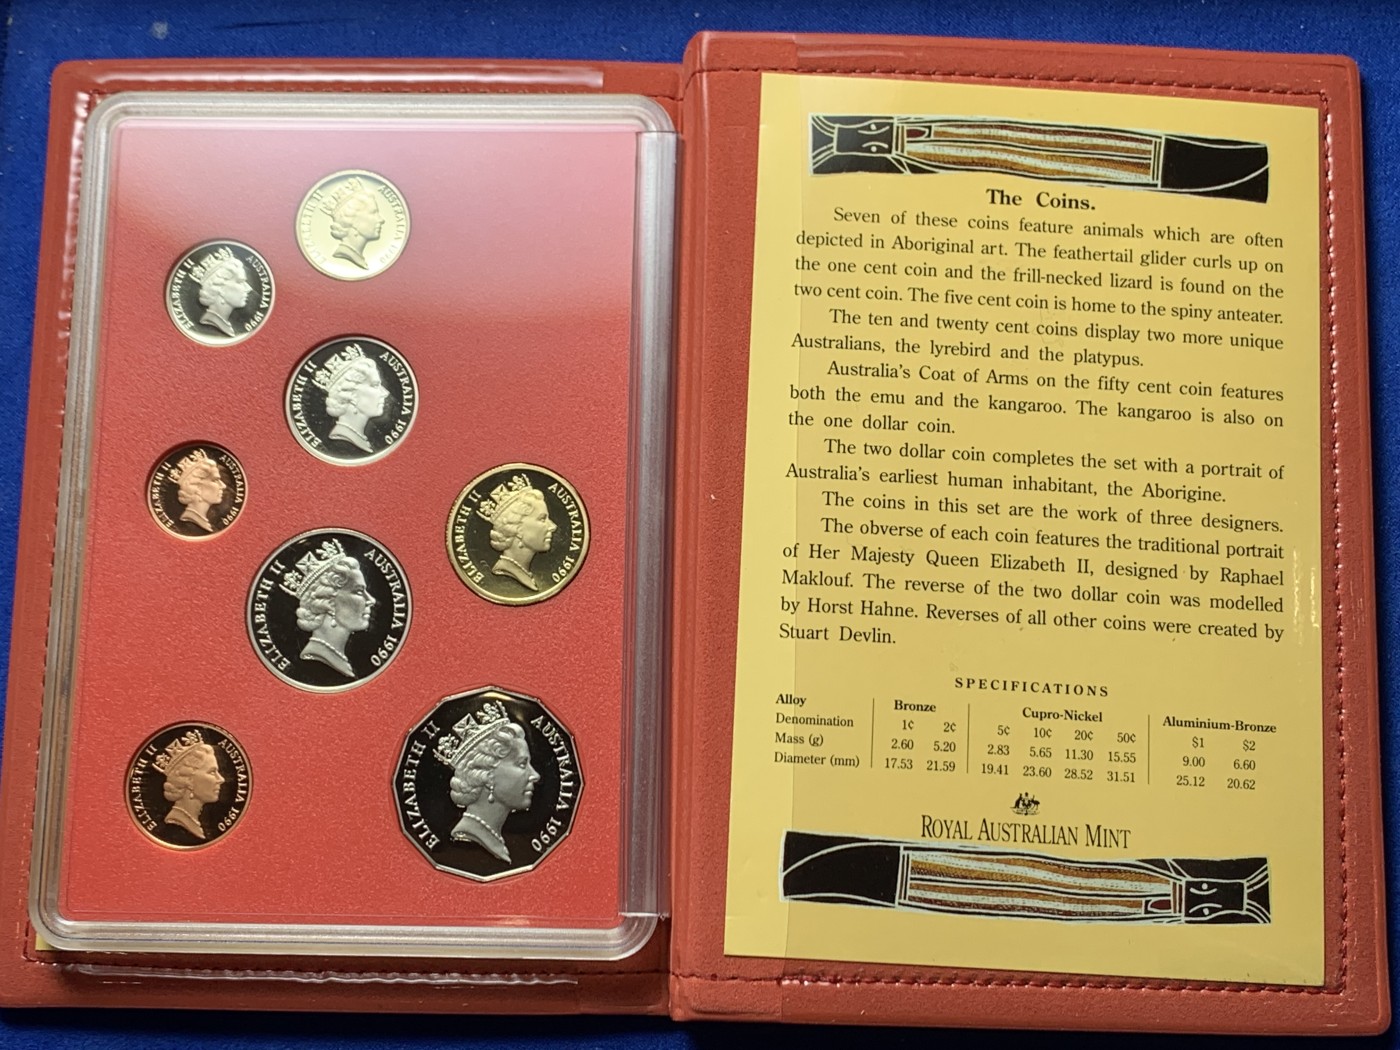 ELIZABETH II AUSTRALIA 1990
ELIZABETH II AUSTRALIA 1990
ELIZABETH II AUSTRALIA 1990
ELIZABETH II AUSTRALIA 1990
ELIZABETH II AUSTRALIA 1990
ELIZABETH II AUSTRALIA 1990
ELIZABETH II AUSTRALIA 1990
ELIZABETH II AUSTRALIA 1990
The Coins.
Seven of these coins feature animals which are often
depicted in Aboriginal art. The feathertail glider curls up on
the one cent coin and the frill-necked lizard is found on the
two cent coin. The five cent coin is home to the spiny anteater.
The ten and twenty cent coins display two more unique
Australians, the lyrebird and the platypus.
Australia's Coat of Arms on the fifty cent coin features
both the emu and the kangaroo. The kangaroo is also on
the one dollar coin.
The two dollar coin completes the set with a portrait of
Australia's earliest human inhabitant, the Aborigine.
The coins in this set are the work of three designers.
The obverse of each coin features the traditional portrait
of Her Majesty Queen Elizabeth II, designed by Raphael
Maklouf. The reverse of the two dollar coin was modelled
by Horst Hahne. Reverses of all other coins were created by
Stuart Devlin.
SPECIFICATIONS
Alloy Bronze Cupro-Nickel Aluminium-Bronze
Denomination 1¢ 2¢ 5¢ 10¢ 20¢ 50¢ $1 $2
Mass (g) 2.60 5.20 2.83 5.65 11.30 15.55 9.00 6.60
Diameter (mm) 17.53 21.59 19.41 23.60 28.52 31.51 25.12 20.62
ROYAL AUSTRALIAN MINT